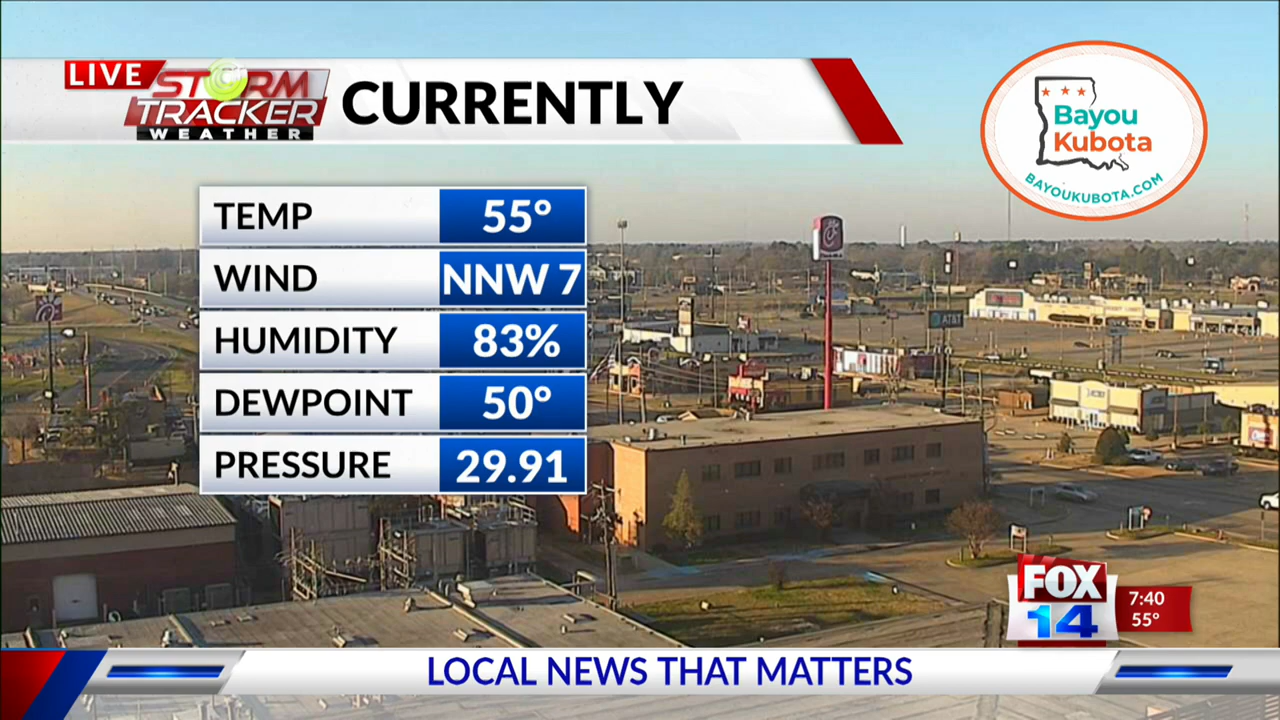 LIVE
STORM
TRACKER
WEATHER
CURRENTLY
Bayou
Kubota
BAYOUKUBOTA.COM
TEMP 55°
WIND NNW 7
HUMIDITY 83%
DEWPOINT 50°
PRESSURE 29.91
AT&T
FOX
14
7:40
55°
LOCAL NEWS THAT MATTERS